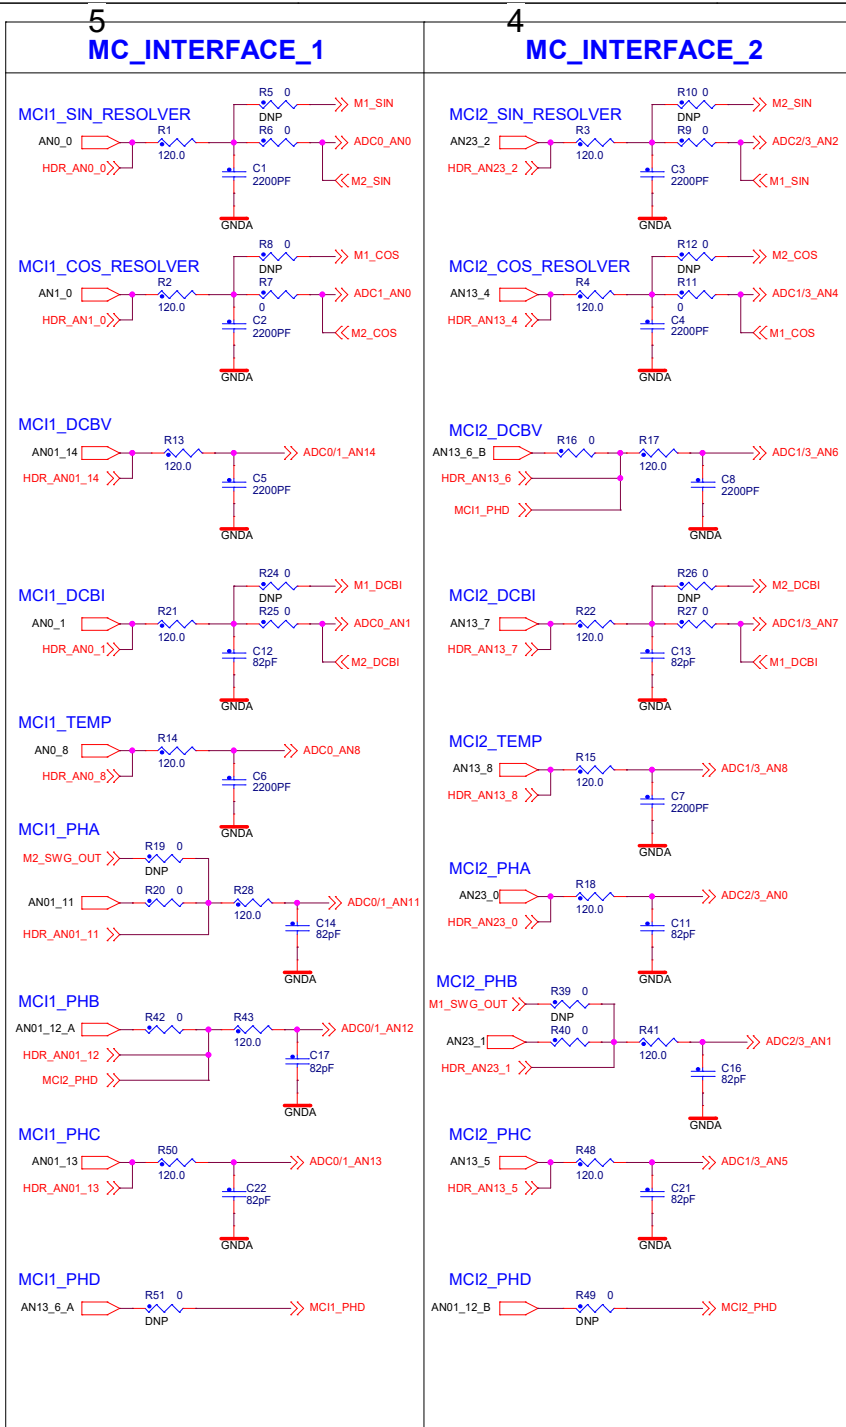 5
4
MC_INTERFACE_1
MC_INTERFACE_2
MCI1_SIN_RESOLVER
R5 0
DNP
M1_SIN
AN0_0
R1
120.0
R6 0
ADC0_AN0
HDR_AN0_0
C1
2200PF
M2_SIN
GNDA
MCI1_COS_RESOLVER
R8 0
DNP
M1_COS
AN1_0
R2
120.0
R7
0
ADC1_AN0
HDR_AN1_0
C2
2200PF
M2_COS
GNDA
MCI1_DCBV
AN01_14
R13
120.0
ADC0/1_AN14
HDR_AN01_14
C5
2200PF
GNDA
MCI1_DCBI
R24 0
DNP
M1_DCBI
AN0_1
R21
120.0
R25 0
ADC0_AN1
HDR_AN0_1
C12
82pF
M2_DCBI
GNDA
MCI1_TEMP
AN0_8
R14
120.0
ADC0_AN8
HDR_AN0_8
C6
2200PF
GNDA
MCI1_PHA
M2_SWG_OUT
R19 0
DNP
AN01_11
R20 0
R28
120.0
ADC0/1_AN11
HDR_AN01_11
C14
82pF
GNDA
MCI1_PHB
AN01_12_A
R42 0
R43
120.0
ADC0/1_AN12
HDR_AN01_12
C17
82pF
MCI2_PHD
GNDA
MCI1_PHC
AN01_13
R50
120.0
ADC0/1_AN13
HDR_AN01_13
C22
82pF
GNDA
MCI1_PHD
AN13_6_A
R51 0
DNP
MCI1_PHD
MCI2_SIN_RESOLVER
R10 0
DNP
M2_SIN
AN23_2
R3
120.0
R9 0
ADC2/3_AN2
HDR_AN23_2
C3
2200PF
M1_SIN
GNDA
MCI2_COS_RESOLVER
R12 0
DNP
M2_COS
AN13_4
R4
120.0
R11
0
ADC1/3_AN4
HDR_AN13_4
C4
2200PF
M1_COS
GNDA
MCI2_DCBV
AN13_6_B
R16 0
R17
120.0
ADC1/3_AN6
HDR_AN13_6
C8
2200PF
MCI1_PHD
GNDA
MCI2_DCBI
R26 0
DNP
M2_DCBI
AN13_7
R22
120.0
R27 0
ADC1/3_AN7
HDR_AN13_7
C13
82pF
M1_DCBI
GNDA
MCI2_TEMP
AN13_8
R15
120.0
ADC1/3_AN8
HDR_AN13_8
C7
2200PF
GNDA
MCI2_PHA
AN23_0
R18
120.0
ADC2/3_AN0
HDR_AN23_0
C11
82pF
GNDA
MCI2_PHB
M1_SWG_OUT
R39 0
DNP
AN23_1
R40 0
R41
120.0
ADC2/3_AN1
HDR_AN23_1
C16
82pF
GNDA
MCI2_PHC
AN13_5
R48
120.0
ADC1/3_AN5
HDR_AN13_5
C21
82pF
GNDA
MCI2_PHD
AN01_12_B
R49 0
DNP
MCI2_PHD